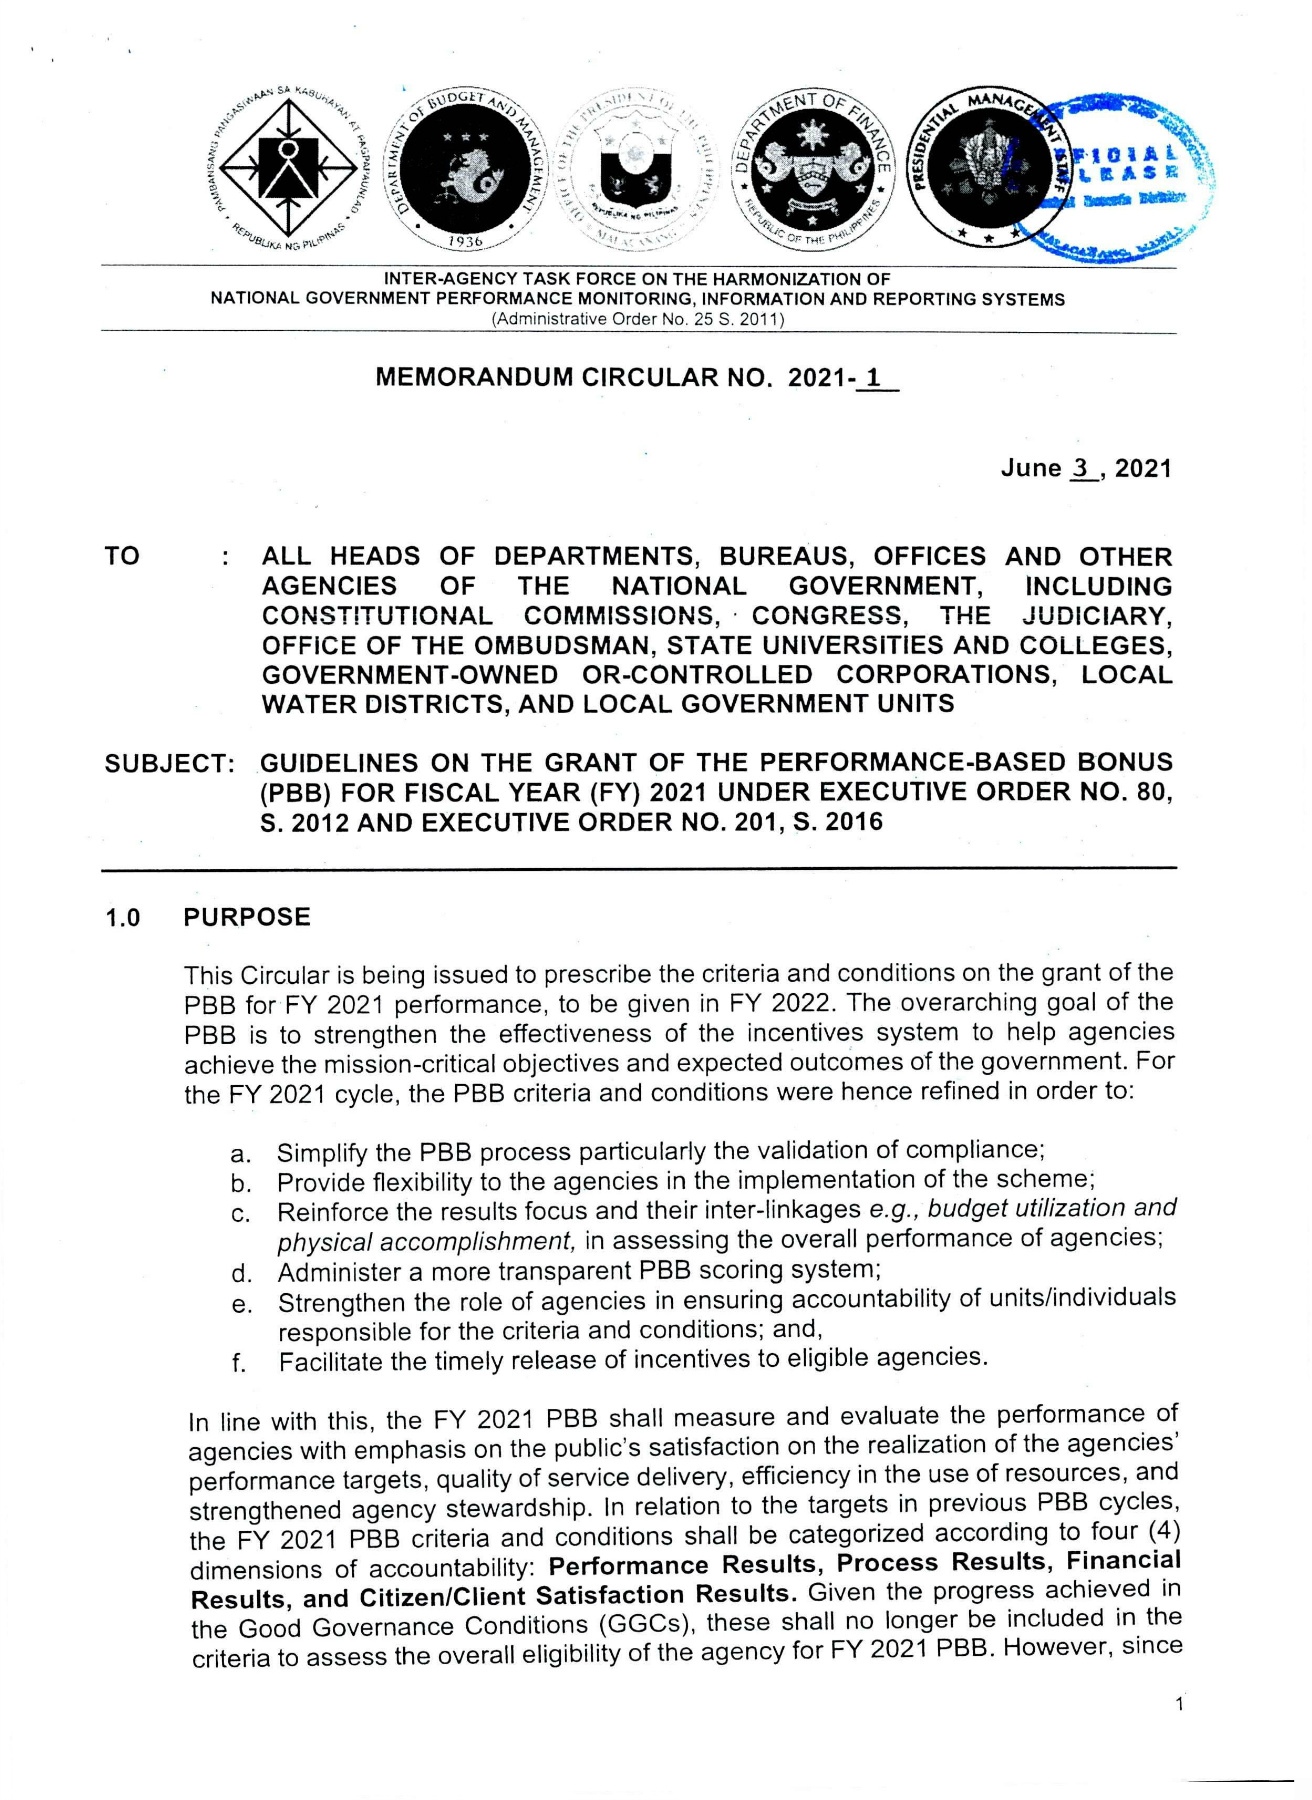 PAMBANSANG PANGASIWAAN SA KABUHAYAN AT PAGPAPAUNLAD
REPUBLIKA NG PILIPINAS
DEPARTMENT OF BUDGET AND MANAGEMENT
1936
OFFICE OF THE PRESIDENT OF THE PHILIPPINES
REPUBLIKA NG PILIPINAS
MALACAÑANG
DEPARTMENT OF FINANCE
REPUBLIC OF THE PHILIPPINES
PRESIDENTIAL MANAGEMENT STAFF
FICIAL
LEASE
MALACAÑANG, MANILA
INTER-AGENCY TASK FORCE ON THE HARMONIZATION OF
NATIONAL GOVERNMENT PERFORMANCE MONITORING, INFORMATION AND REPORTING SYSTEMS
(Administrative Order No. 25 S. 2011)
MEMORANDUM CIRCULAR NO. 2021- 1
June 3 , 2021
TO : ALL HEADS OF DEPARTMENTS, BUREAUS, OFFICES AND OTHER
AGENCIES OF THE NATIONAL GOVERNMENT, INCLUDING
CONSTITUTIONAL COMMISSIONS, CONGRESS, THE JUDICIARY,
OFFICE OF THE OMBUDSMAN, STATE UNIVERSITIES AND COLLEGES,
GOVERNMENT-OWNED OR-CONTROLLED CORPORATIONS, LOCAL
WATER DISTRICTS, AND LOCAL GOVERNMENT UNITS
SUBJECT: GUIDELINES ON THE GRANT OF THE PERFORMANCE-BASED BONUS
(PBB) FOR FISCAL YEAR (FY) 2021 UNDER EXECUTIVE ORDER NO. 80,
S. 2012 AND EXECUTIVE ORDER NO. 201, S. 2016
1.0 PURPOSE
This Circular is being issued to prescribe the criteria and conditions on the grant of the
PBB for FY 2021 performance, to be given in FY 2022. The overarching goal of the
PBB is to strengthen the effectiveness of the incentives system to help agencies
achieve the mission-critical objectives and expected outcomes of the government. For
the FY 2021 cycle, the PBB criteria and conditions were hence refined in order to:
a. Simplify the PBB process particularly the validation of compliance;
b. Provide flexibility to the agencies in the implementation of the scheme;
c. Reinforce the results focus and their inter-linkages e.g., budget utilization and
physical accomplishment, in assessing the overall performance of agencies;
d. Administer a more transparent PBB scoring system;
e. Strengthen the role of agencies in ensuring accountability of units/individuals
responsible for the criteria and conditions; and,
f. Facilitate the timely release of incentives to eligible agencies.
In line with this, the FY 2021 PBB shall measure and evaluate the performance of
agencies with emphasis on the public's satisfaction on the realization of the agencies'
performance targets, quality of service delivery, efficiency in the use of resources, and
strengthened agency stewardship. In relation to the targets in previous PBB cycles,
the FY 2021 PBB criteria and conditions shall be categorized according to four (4)
dimensions of accountability: Performance Results, Process Results, Financial
Results, and Citizen/Client Satisfaction Results. Given the progress achieved in
the Good Governance Conditions (GGCs), these shall no longer be included in the
criteria to assess the overall eligibility of the agency for FY 2021 PBB. However, since
1